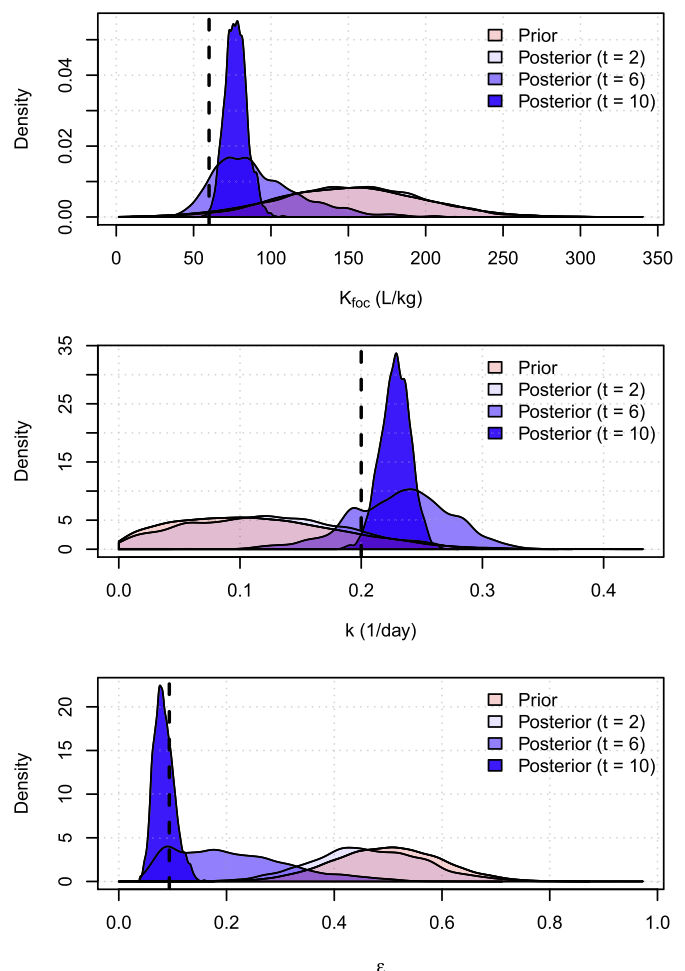 Prior
Posterior (t = 2)
Posterior (t = 6)
Posterior (t = 10)
Density
0.00
0.02
0.04
0
50
100
150
200
250
300
350
Kfoc (L/kg)
Prior
Posterior (t = 2)
Posterior (t = 6)
Posterior (t = 10)
Density
0
5
15
25
35
0.0
0.1
0.2
0.3
0.4
k (1/day)
Prior
Posterior (t = 2)
Posterior (t = 6)
Posterior (t = 10)
Density
0
5
10
15
20
0.0
0.2
0.4
0.6
0.8
1.0
ε